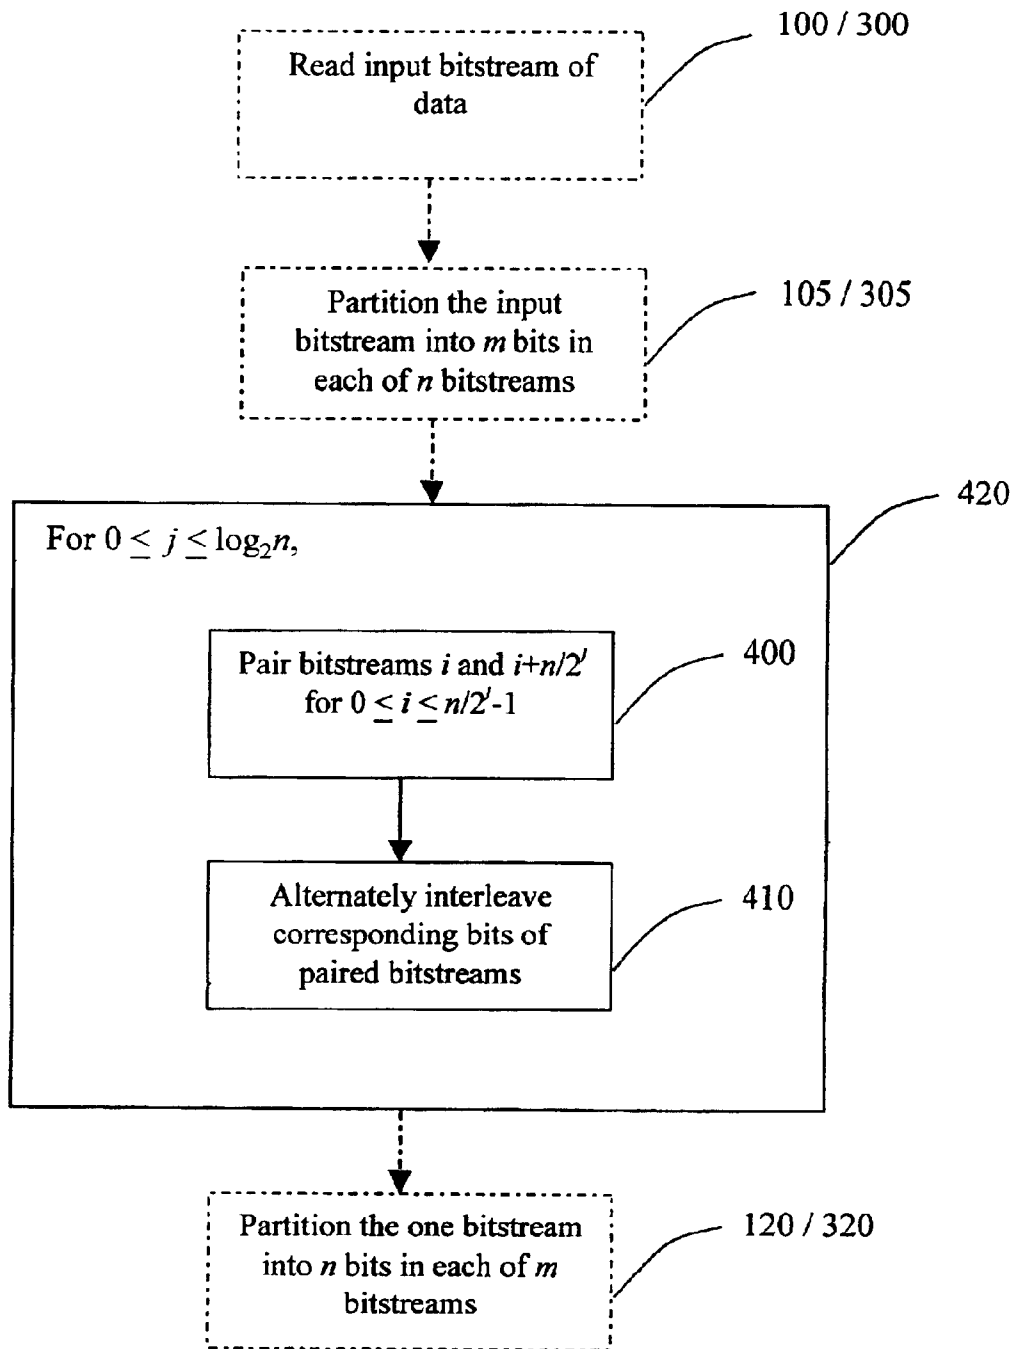 100 / 300
Read input bitstream of
data
105 / 305
Partition the input
bitstream into m bits in
each of n bitstreams
420
For 0 ≤ j ≤ log₂n,
400
Pair bitstreams i and i+n/2ʲ
for 0 ≤ i ≤ n/2ʲ-1
410
Alternately interleave
corresponding bits of
paired bitstreams
120 / 320
Partition the one bitstream
into n bits in each of m
bitstreams